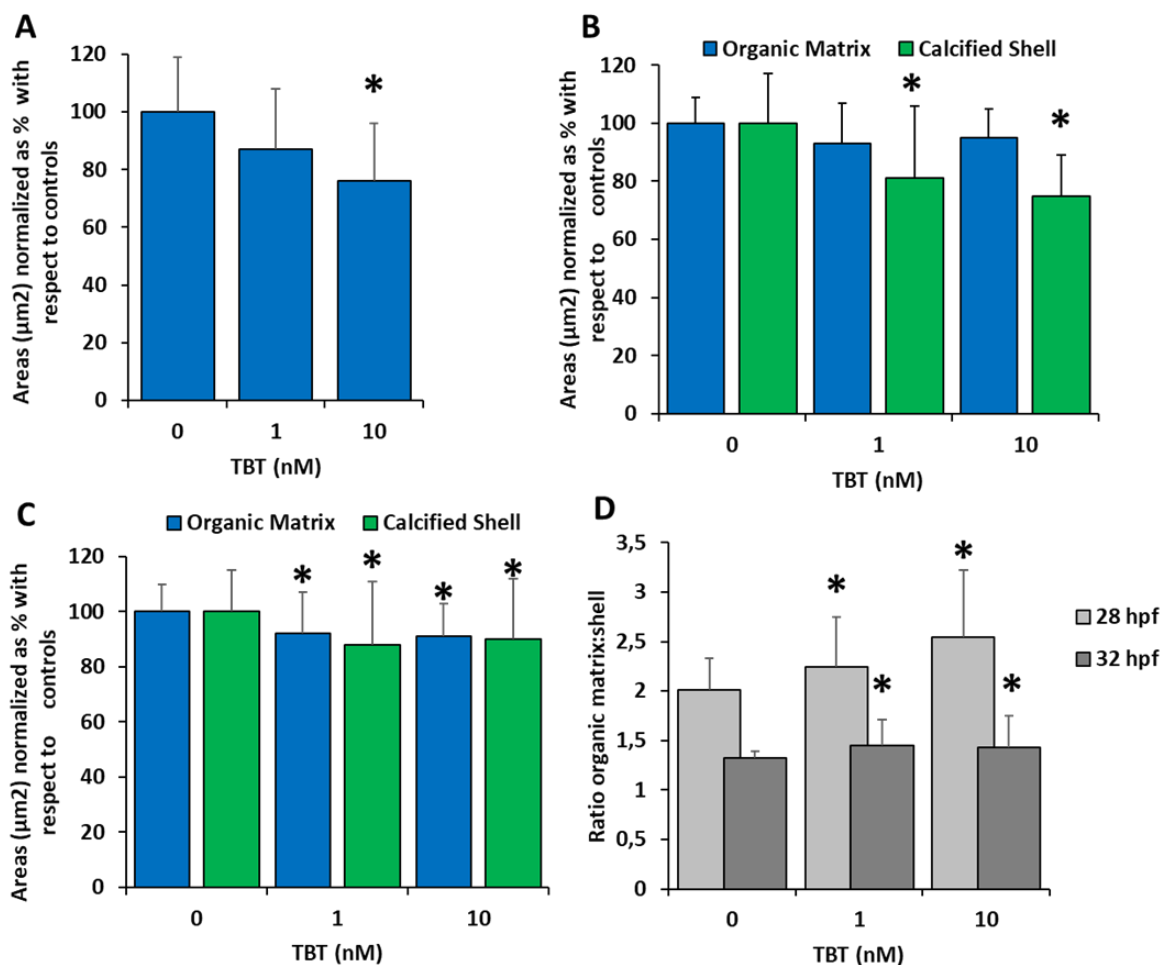 A
Areas (μm2) normalized as % with
respect to controls
120
100
80
60
40
20
0
0 1 10
TBT (nM)
*
B
Organic Matrix Calcified Shell
Areas (μm2) normalized as % with
respect to controls
120
100
80
60
40
20
0
0 1 10
TBT (nM)
* *
C
Organic Matrix Calcified Shell
Areas (μm2) normalized as % with
respect to controls
120
100
80
60
40
20
0
0 1 10
TBT (nM)
* * * *
D
Ratio organic matrix:shell
3,5
3
2,5
2
1,5
1
0,5
0
0 1 10
TBT (nM)
* * * *
28 hpf
32 hpf